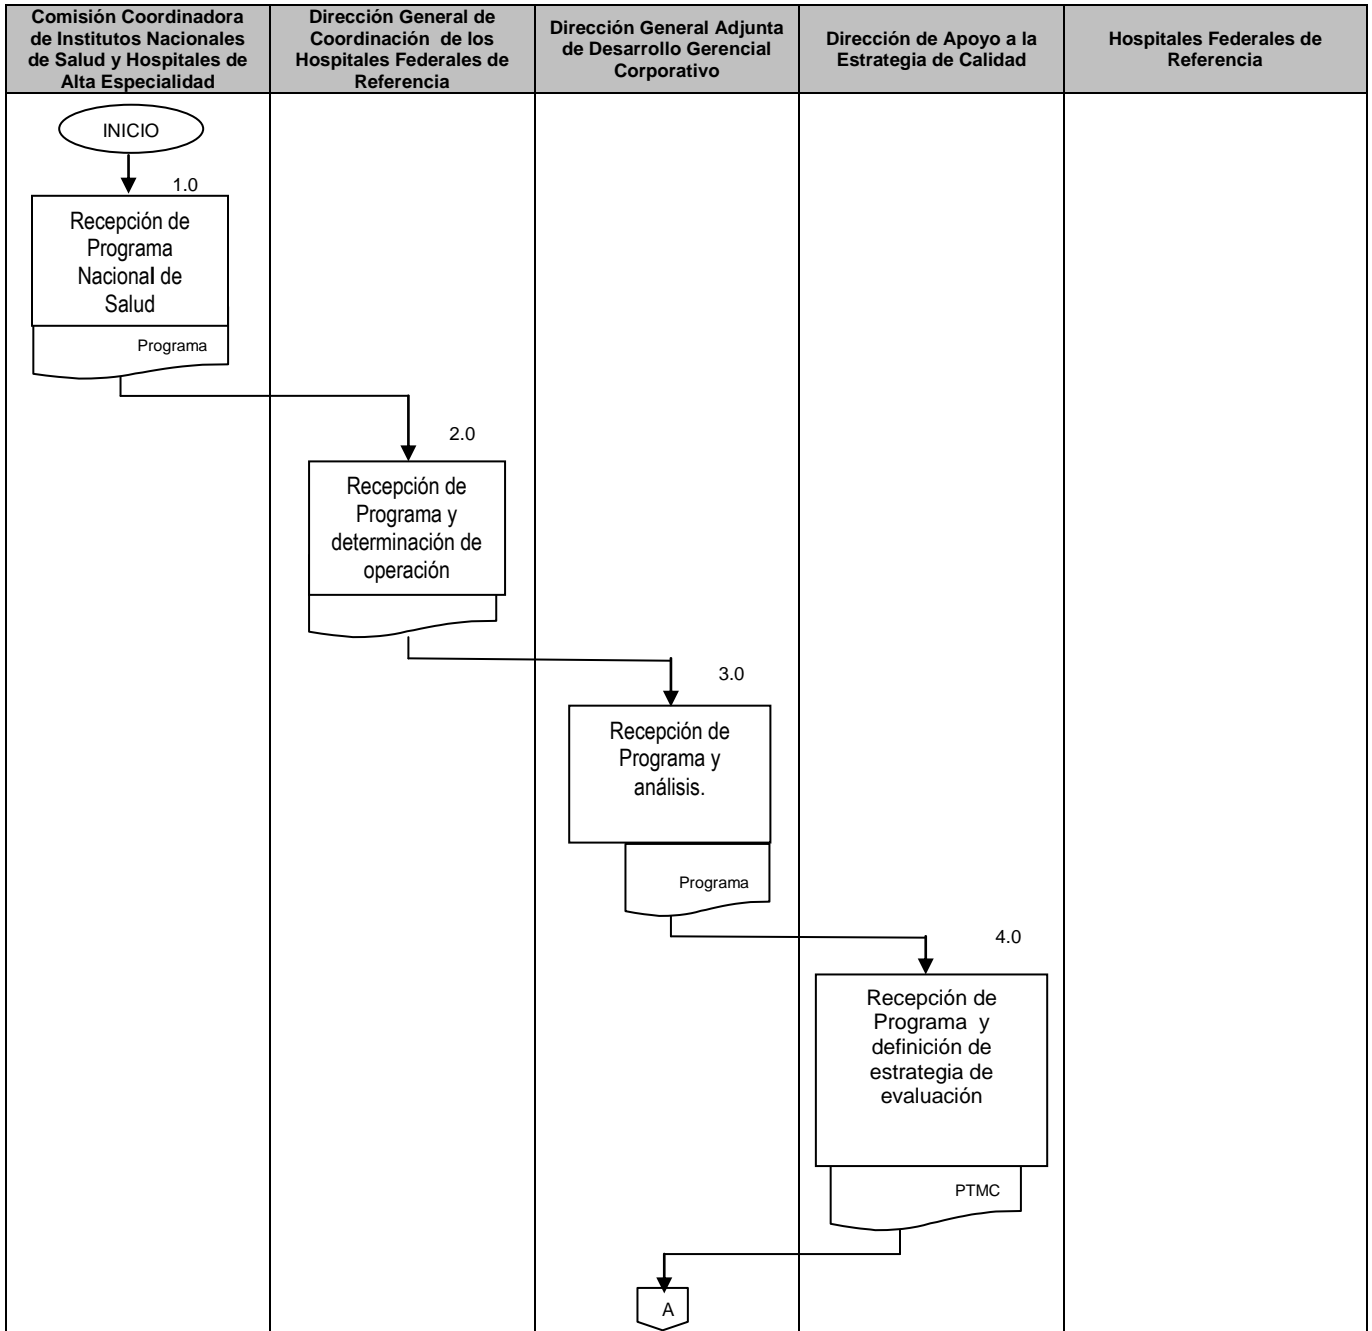 Comisión Coordinadora
de Institutos Nacionales
de Salud y Hospitales de
Alta Especialidad
Dirección General de
Coordinación de los
Hospitales Federales de
Referencia
Dirección General Adjunta
de Desarrollo Gerencial
Corporativo
Dirección de Apoyo a la
Estrategia de Calidad
Hospitales Federales de
Referencia
INICIO
1.0
Recepción de
Programa
Nacional de
Salud
Programa
2.0
Recepción de
Programa y
determinación de
operación
3.0
Recepción de
Programa y
análisis.
Programa
4.0
Recepción de
Programa y
definición de
estrategia de
evaluación
PTMC
A